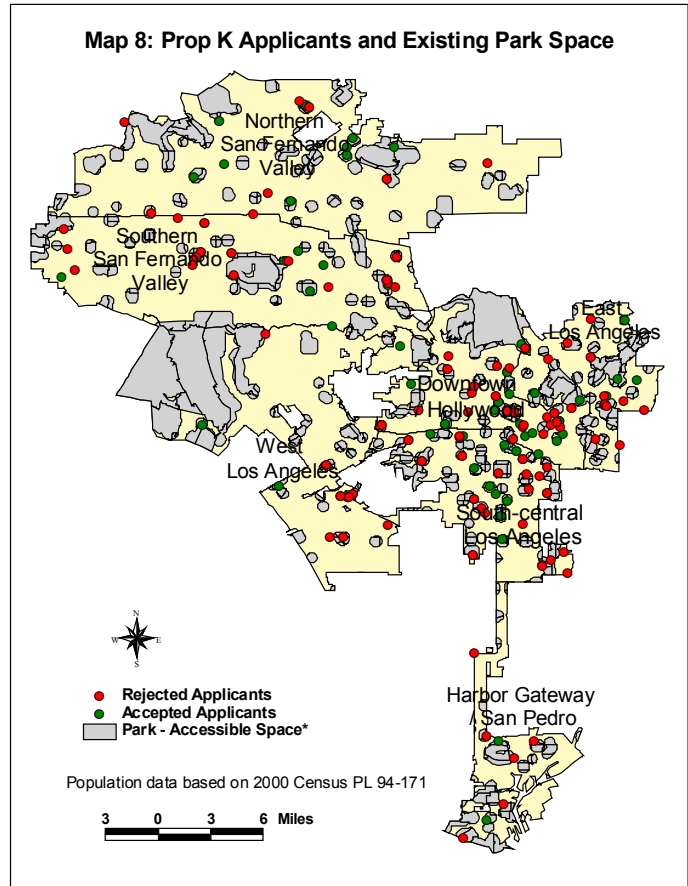 Map 8: Prop K Applicants and Existing Park Space
Northern
San Fernando
Valley
Southern
San Fernando
Valley
East
Los Angeles
Downtown
Hollywood
West
Los Angeles
South-central
Los Angeles
N
W E
S
Harbor Gateway
/ San Pedro
Rejected Applicants
Accepted Applicants
Park - Accessible Space*
Population data based on 2000 Census PL 94-171
3 0 3 6 Miles